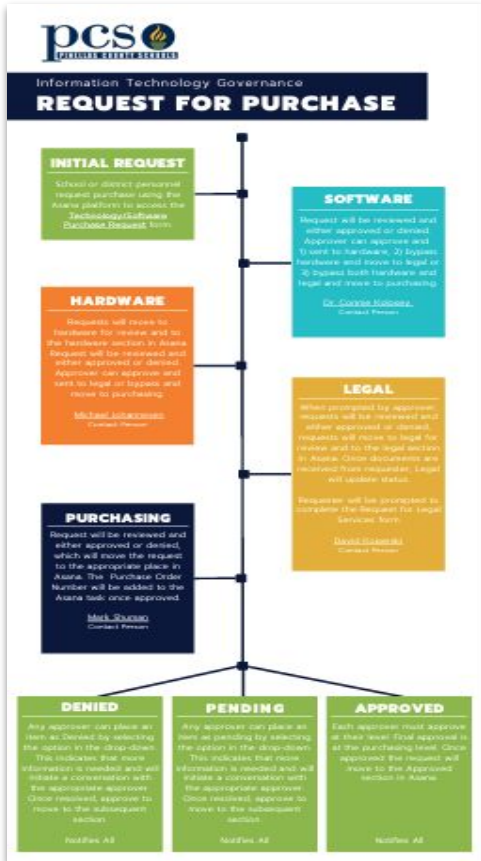 pcs
PINELLAS COUNTY SCHOOLS
Information Technology Governance
REQUEST FOR PURCHASE
INITIAL REQUEST
School or district personnel
request purchase using the
Asana platform to access the
Technology/Software
Purchase Request form.
SOFTWARE
Request will be reviewed and
either approved or denied.
Approver can approve and
1) sent to hardware, 2) bypass
hardware and move to legal or
3) bypass both hardware and
legal and move to purchasing.
Dr. Connie
Contact Person
HARDWARE
Requests will move to
hardware for review and to
the hardware section in Asana.
Request will be reviewed and
either approved or denied.
Approver can approve and
sent to legal or bypass and
move to purchasing.
Michael
Contact Person
LEGAL
When prompted by approver,
requests will be reviewed and
either approved or denied,
requests will move to legal for
review and to the legal section
in Asana. Once documents are
received from requester, Legal
will update status.
Requester will be prompted to
complete the Request for Legal
Services form.
David
Contact Person
PURCHASING
Request will be reviewed and
either approved or denied,
which will move the request
to the appropriate place in
Asana. The Purchase Order
Number will be added to the
Asana task once approved.
Mark Shuman
Contact Person
DENIED
Any approver can place an
item as Denied by selecting
the option in the drop-down.
This indicates that more
information is needed and will
initiate a conversation with
the appropriate approver.
Once resolved, approve to
move to the subsequent
section.
Notifies All
PENDING
Any approver can place an
item as pending by selecting
the option in the drop-down.
This indicates that more
information is needed and will
initiate a conversation with
the appropriate approver.
Once resolved, approve to
move to the subsequent
section.
Notifies All
APPROVED
Each approver must approve
at their level. Final approval is
at the purchasing level. Once
approved the request will
move to the Approved
section in Asana.
Notifies All